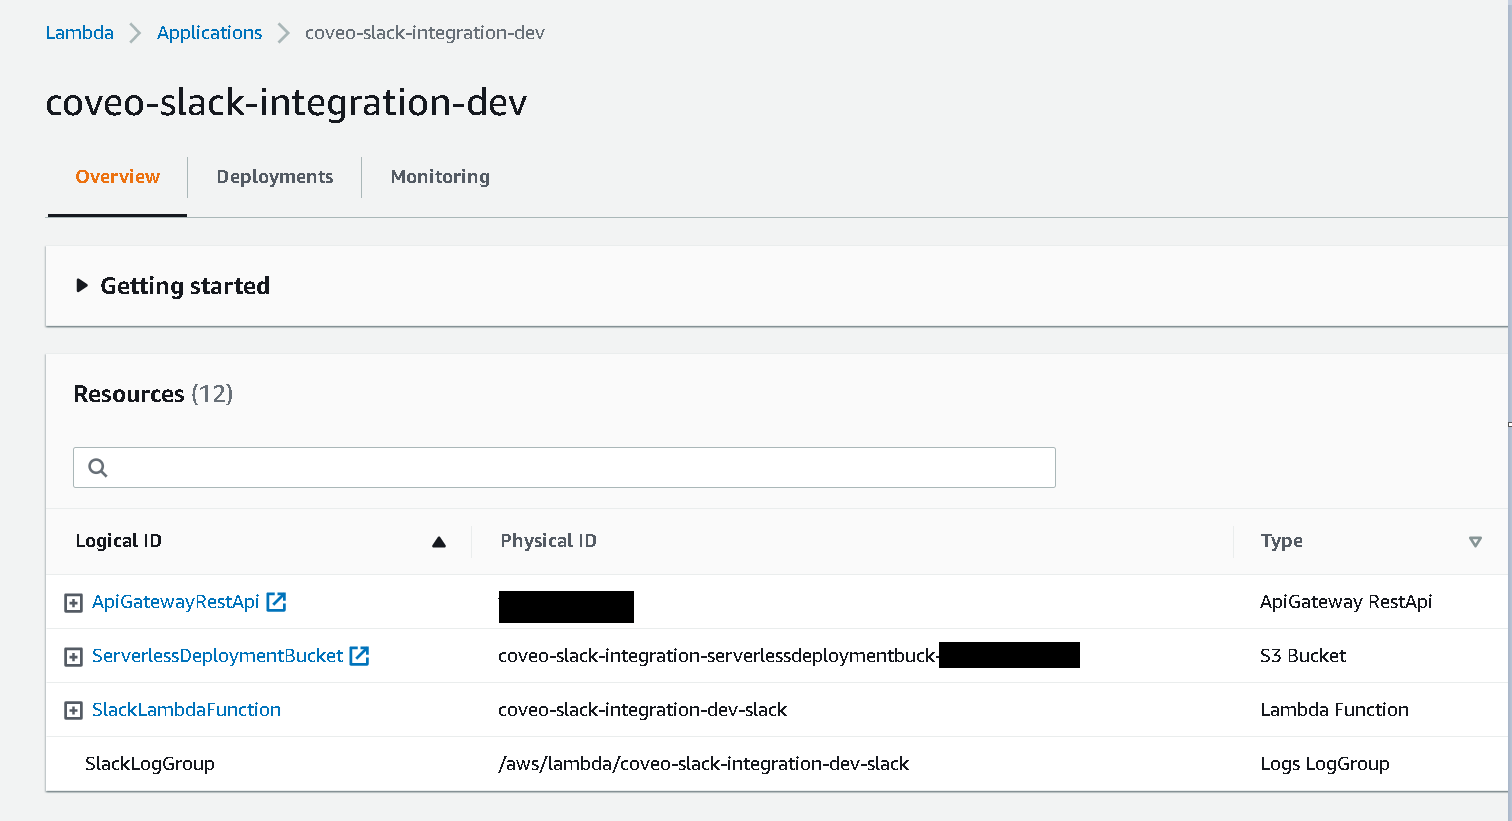 Lambda Applications coveo-slack-integration-dev
coveo-slack-integration-dev
Overview Deployments Monitoring
Getting started
Resources (12)
Logical ID Physical ID Type
ApiGatewayRestApi ApiGateway RestApi
ServerlessDeploymentBucket coveo-slack-integration-serverlessdeploymentbuck- S3 Bucket
SlackLambdaFunction coveo-slack-integration-dev-slack Lambda Function
SlackLogGroup /aws/lambda/coveo-slack-integration-dev-slack Logs LogGroup